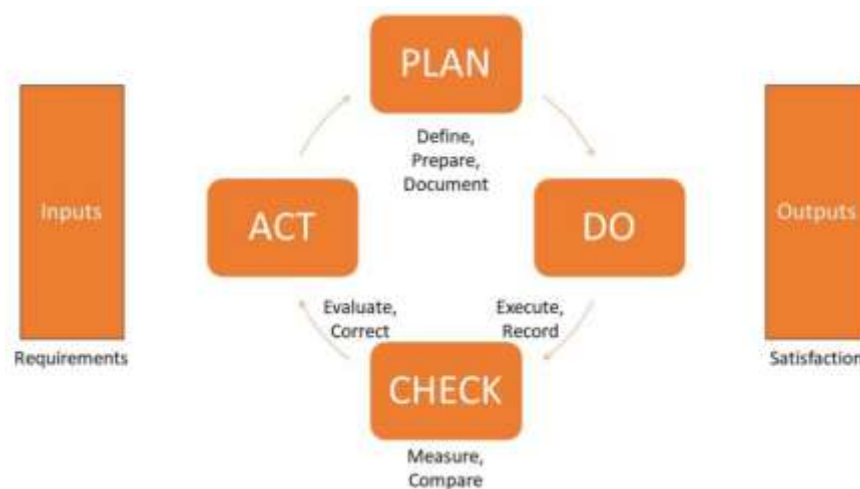 PLAN
Define,
Prepare,
Document
Inputs
ACT
DO
Outputs
Evaluate,
Correct
Execute,
Record
Requirements
CHECK
Satisfaction
Measure,
Compare